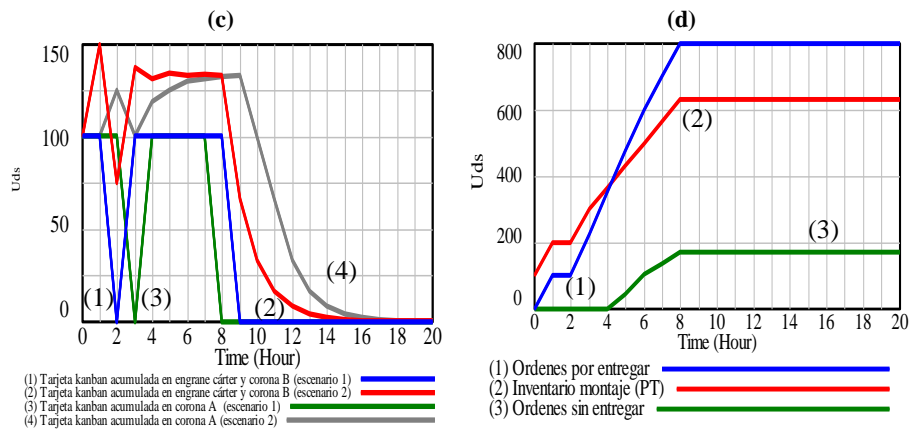 (c)
(d)
150
100
50
0
Uds
(1)
(3)
(2)
(4)
0 2 4 6 8 10 12 14 16 18 20
Time (Hour)
(1) Tarjeta kanban acumulada en engrane cárter y corona B (escenario 1)
(2) Tarjeta kanban acumulada en engrane cárter y corona B (escenario 2)
(3) Tarjeta kanban acumulada en corona A (escenario 1)
(4) Tarjeta kanban acumulada en corona A (escenario 2)
800
600
400
200
0
Uds
(2)
(1)
(3)
0 2 4 6 8 10 12 14 16 18 20
Time (Hour)
(1) Ordenes por entregar
(2) Inventario montaje (PT)
(3) Ordenes sin entregar